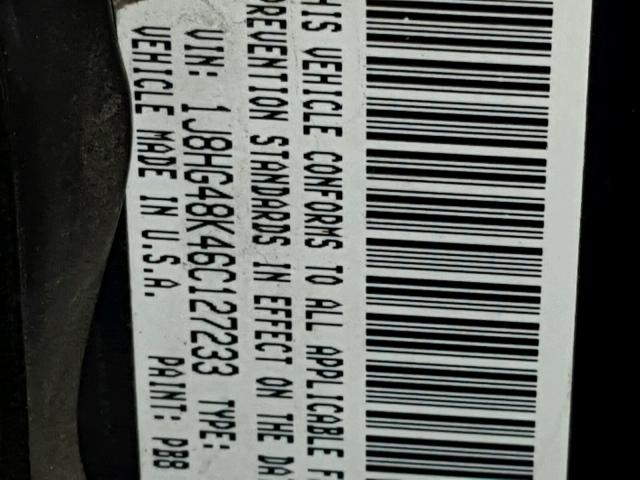 HIS VEHICLE CONFORMS TO ALL APPLICABLE F
PREVENTION STANDARDS IN EFFECT ON THE DA
VIN: 1J8HG48K46C127233 TYPE:
VEHICLE MADE IN U.S.A. PAINT: PB8